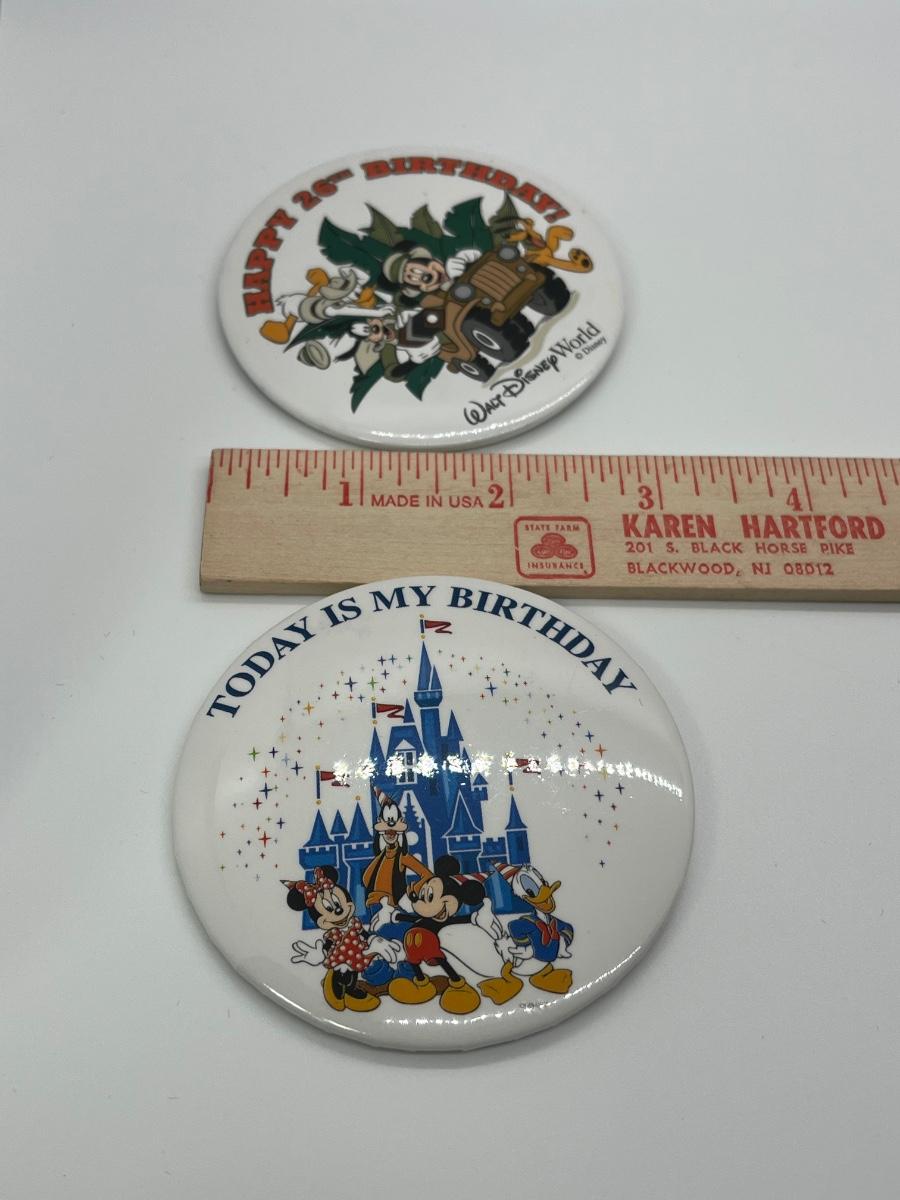 HAPPY 26TH BIRTHDAY!
WALT DISNEY World
© Disney
1 MADE IN USA 2 3 4
STATE FARM
INSURANCE
KAREN HARTFORD
201 S. BLACK HORSE PIKE
BLACKWOOD, NJ 08012
TODAY IS MY BIRTHDAY